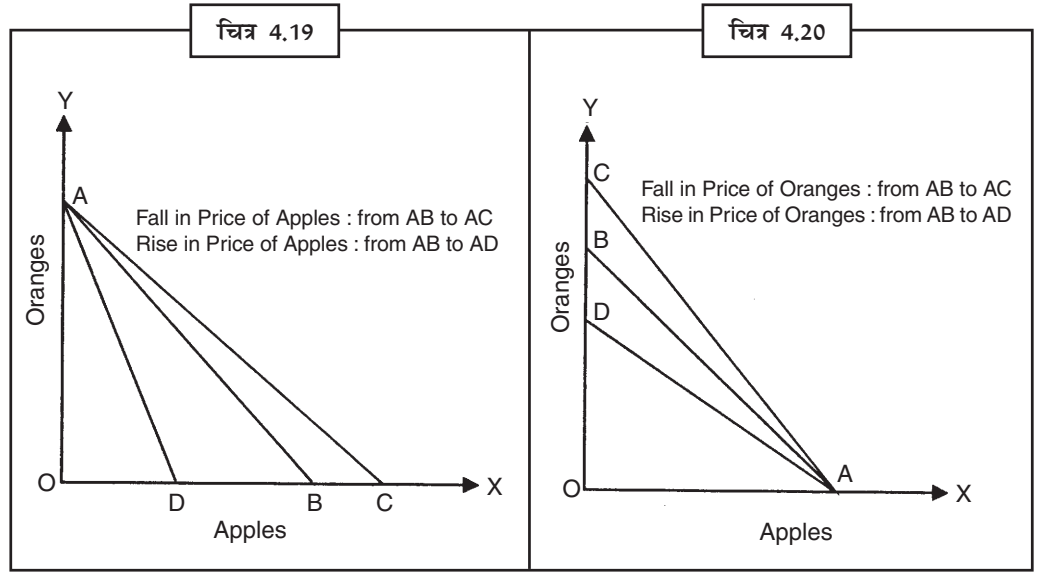 चित्र 4.19
Y
A
Fall in Price of Apples : from AB to AC
Rise in Price of Apples : from AB to AD
Oranges
O
D
B
C
X
Apples
चित्र 4.20
Y
C
Fall in Price of Oranges : from AB to AC
Rise in Price of Oranges : from AB to AD
B
Oranges
D
A
O
X
Apples